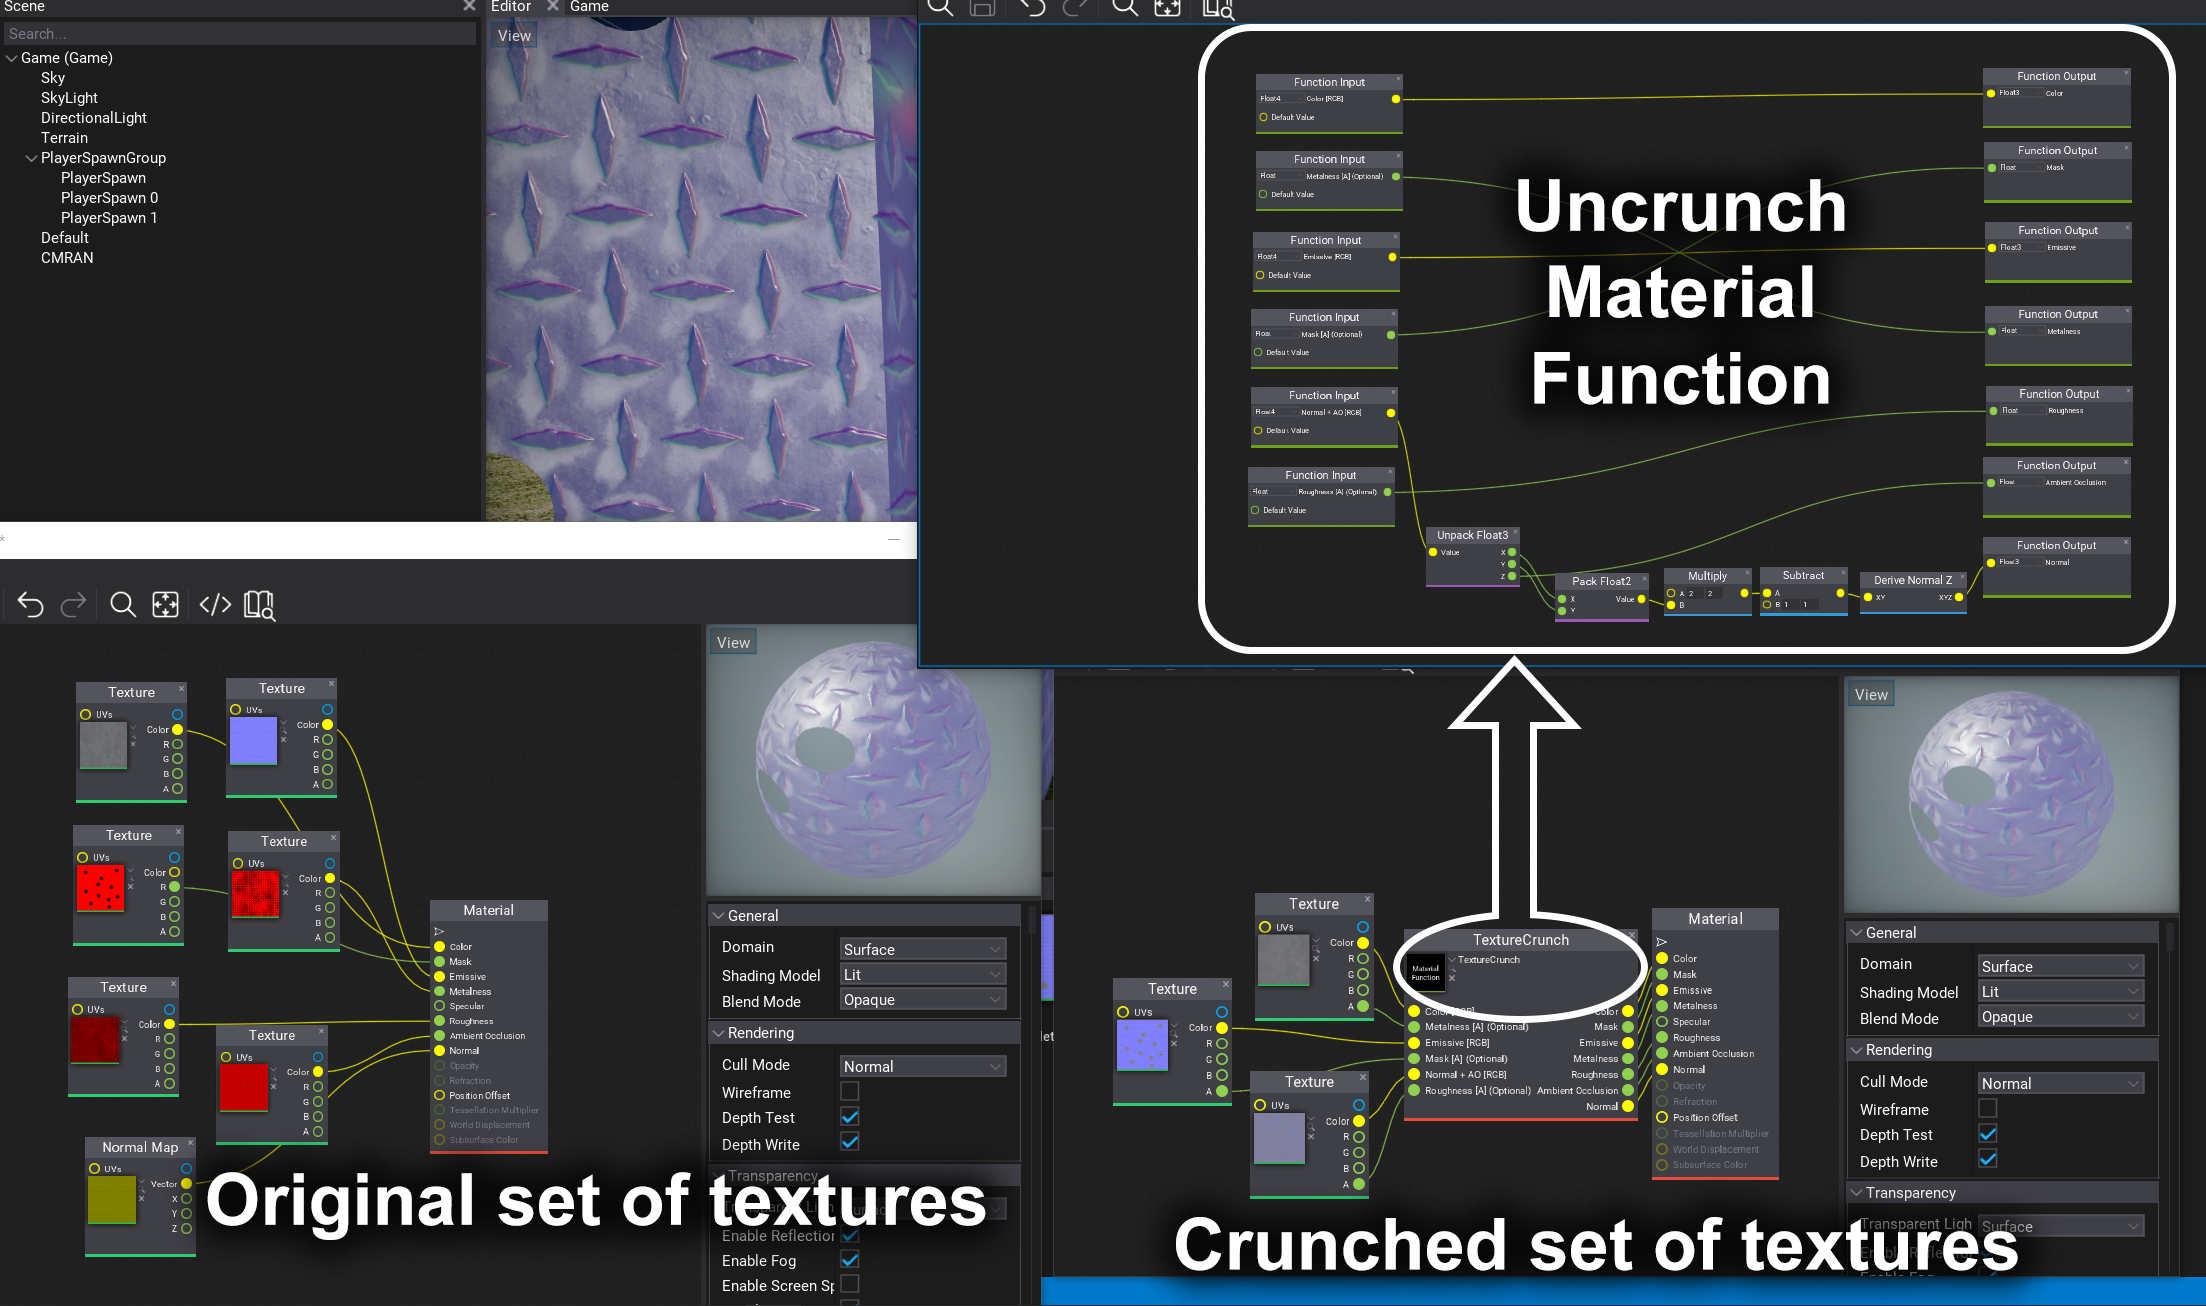 Scene
Editor
Game
Search...
View
Game (Game)
Sky
SkyLight
DirectionalLight
Terrain
PlayerSpawnGroup
PlayerSpawn
PlayerSpawn 0
PlayerSpawn 1
Default
CMRAN
Function Input
Float4 Color [RGB]
Default Value
Function Input
Float Metalness [A] (Optional)
Default Value
Function Input
Float4 Emissive [RGB]
Default Value
Function Input
Float Mask [A] (Optional)
Default Value
Function Input
Float4 Normal + AO [RGB]
Default Value
Function Input
Float Roughness [A] (Optional)
Default Value
Uncrunch
Material
Function
Function Output
Float3 Color
Function Output
Float Mask
Function Output
Float3 Emissive
Function Output
Float Metalness
Function Output
Float Roughness
Function Output
Float Ambient Occlusion
Function Output
Float3 Normal
Unpack Float3
Value X
Y
Z
Pack Float2
X Value
Y
Multiply
A 2 2
B
Subtract
A
B 1 1
Derive Normal Z
XY XYZ
Texture
UVs
Color
R
G
B
A
Texture
UVs
Color
R
G
B
A
Texture
UVs
Color
R
G
B
A
Texture
UVs
Color
R
G
B
A
Texture
UVs
Color
R
G
B
A
Texture
UVs
Color
R
G
B
A
Normal Map
UVs
Vector
X
Y
Z
Material
Color
Mask
Emissive
Metalness
Specular
Roughness
Ambient Occlusion
Normal
Opacity
Refraction
Position Offset
Tessellation Multiplier
World Displacement
Subsurface Color
View
General
Domain Surface
Shading Model Lit
Blend Mode Opaque
Rendering
Cull Mode Normal
Wireframe
Depth Test
Depth Write
Transparency
Enable Reflection
Enable Fog
Enable Screen Sp
Original set of textures
Texture
UVs
Color
R
G
B
A
Texture
UVs
Color
R
G
B
A
Texture
UVs
Color
R
G
B
A
TextureCrunch
Material
Function
TextureCrunch
Color [RGB] Color
Metalness [A] (Optional) Mask
Emissive [RGB] Emissive
Mask [A] (Optional) Metalness
Normal + AO [RGB] Roughness
Roughness [A] (Optional) Ambient Occlusion
Normal
Material
Color
Mask
Emissive
Metalness
Specular
Roughness
Ambient Occlusion
Normal
Opacity
Refraction
Position Offset
Tessellation Multiplier
World Displacement
Subsurface Color
View
General
Domain Surface
Shading Model Lit
Blend Mode Opaque
Rendering
Cull Mode Normal
Wireframe
Depth Test
Depth Write
Transparency
Transparent Ligh Surface
Crunched set of textures